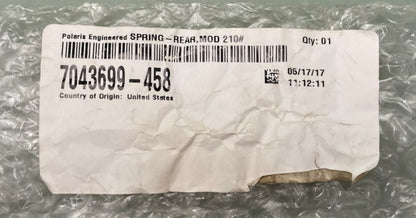 Polaris Engineered SPRING-REAR,MOD 210# Qty: 01
7043699-458 05/17/17
Country of Origin: United States 11:12:11